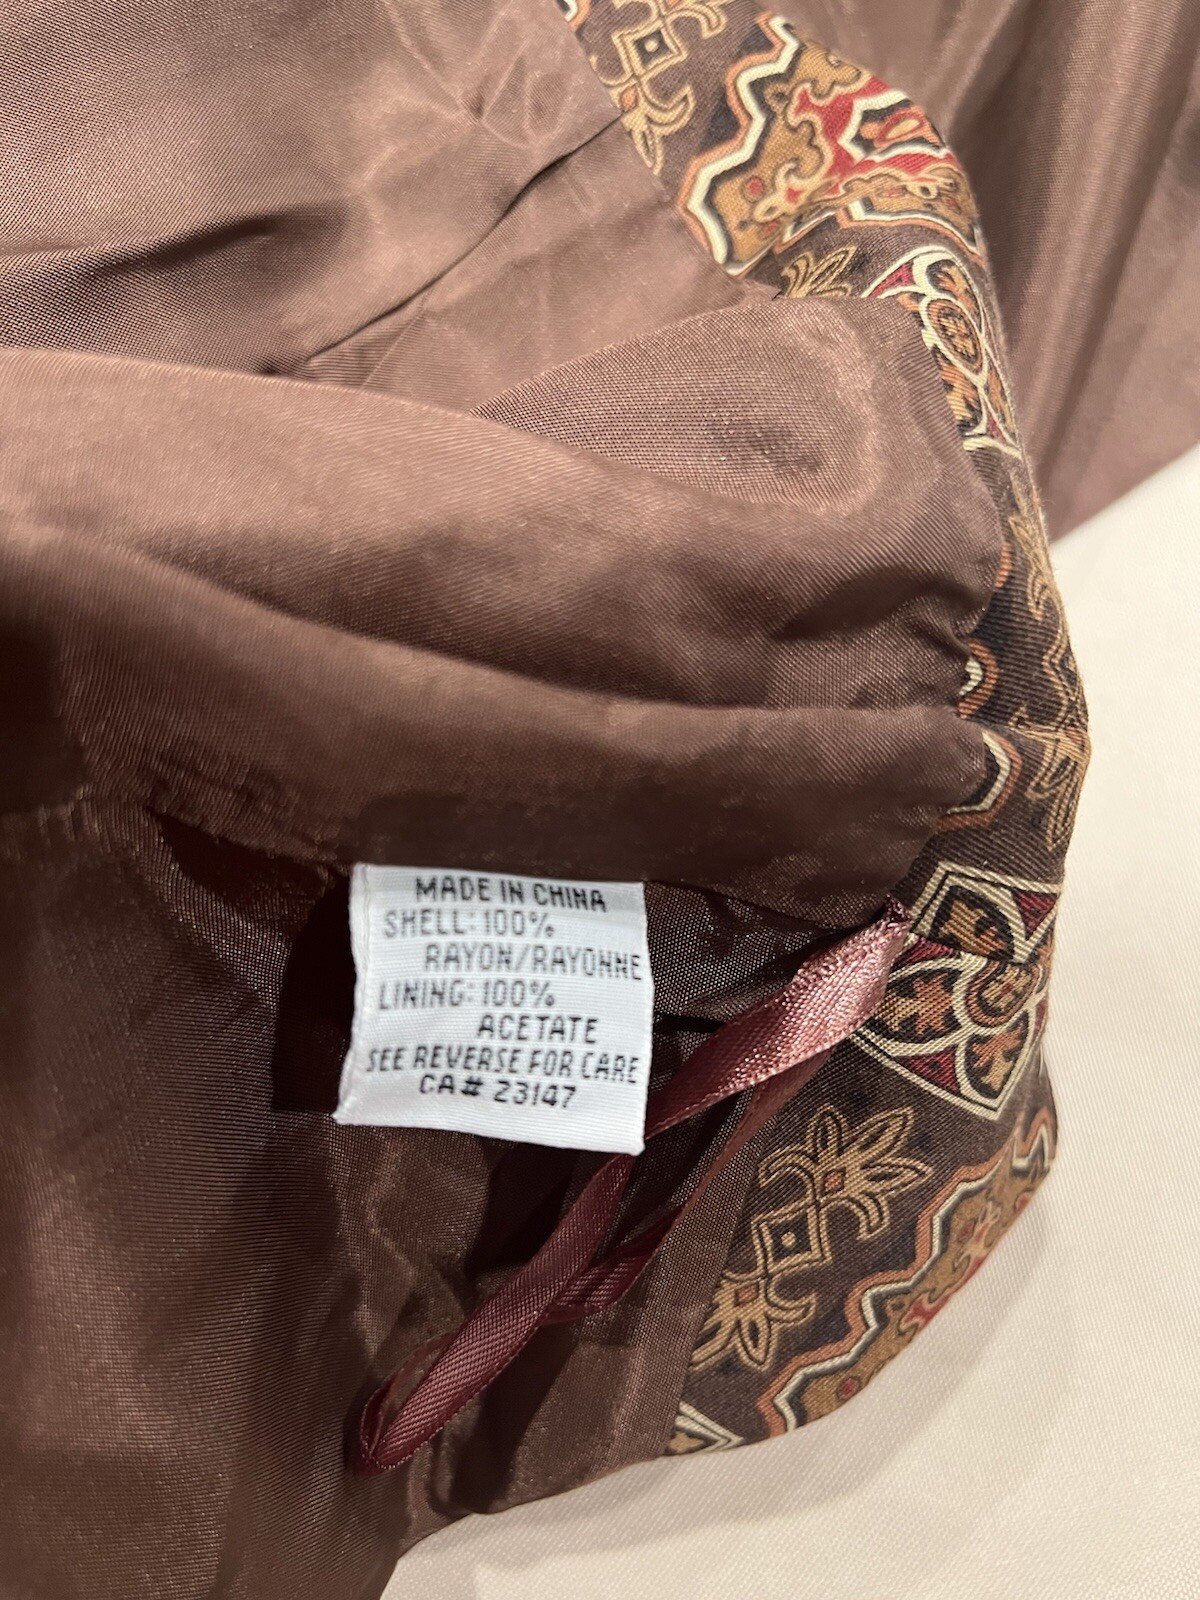 MADE IN CHINA
SHELL: 100%
RAYON/RAYONNE
LINING: 100%
ACETATE
SEE REVERSE FOR CARE
CA# 23147